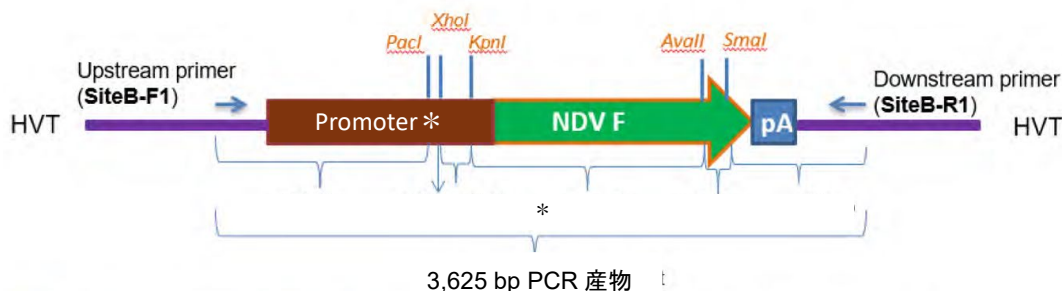 XhoI
PacI
KpnI
AvaII
SmaI
Upstream primer
(SiteB-F1)
Downstream primer
(SiteB-R1)
HVT
Promoter *
NDV F
pA
HVT
*
3,625 bp PCR 産物